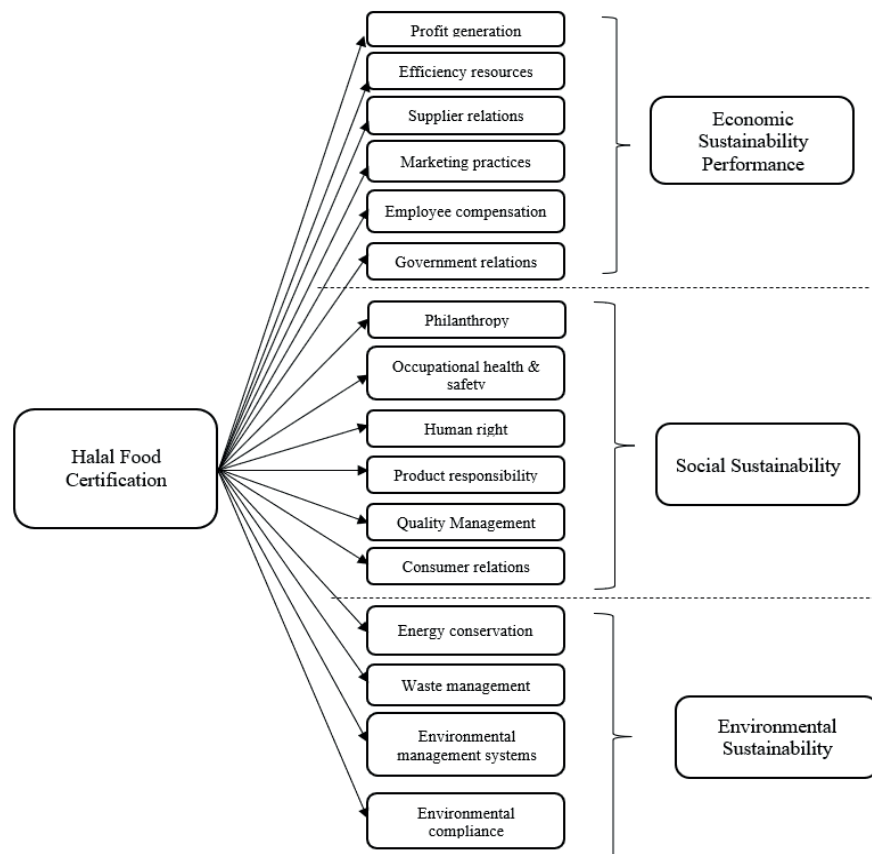 Profit generation
Efficiency resources
Supplier relations
Marketing practices
Employee compensation
Government relations
Economic
Sustainability
Performance
Philanthropy
Occupational health &
safety
Human right
Product responsibility
Quality Management
Consumer relations
Social Sustainability
Halal Food
Certification
Energy conservation
Waste management
Environmental
management systems
Environmental
compliance
Environmental
Sustainability